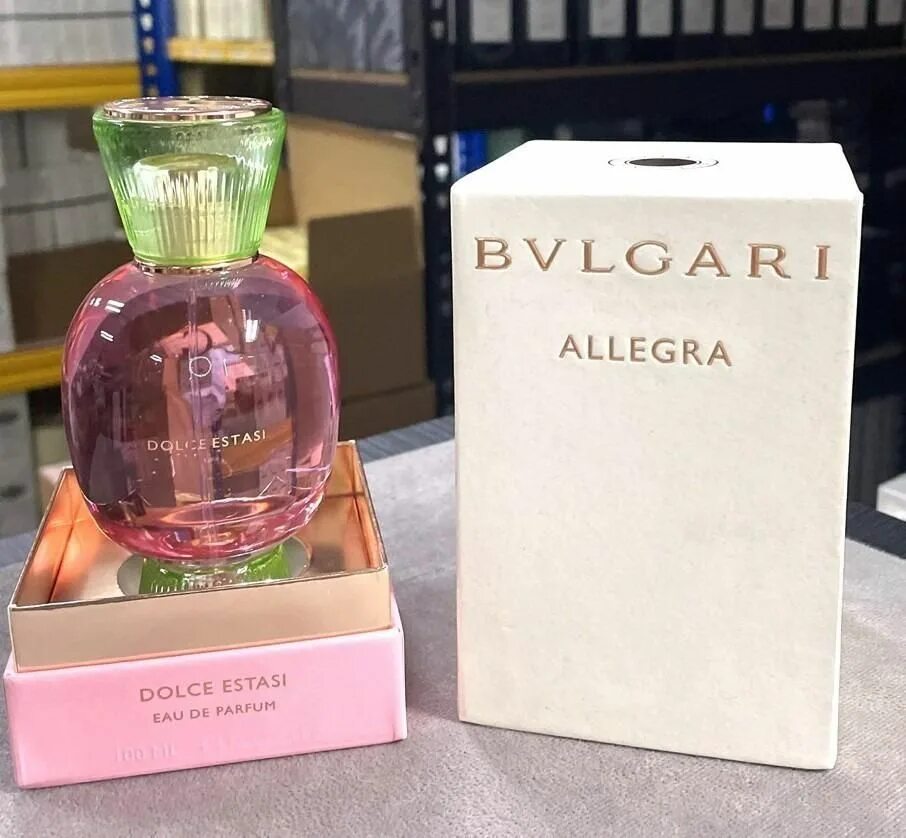 BVLGARI
ALLEGRA
DOLCE ESTASI
DOLCE ESTASI
EAU DE PARFUM